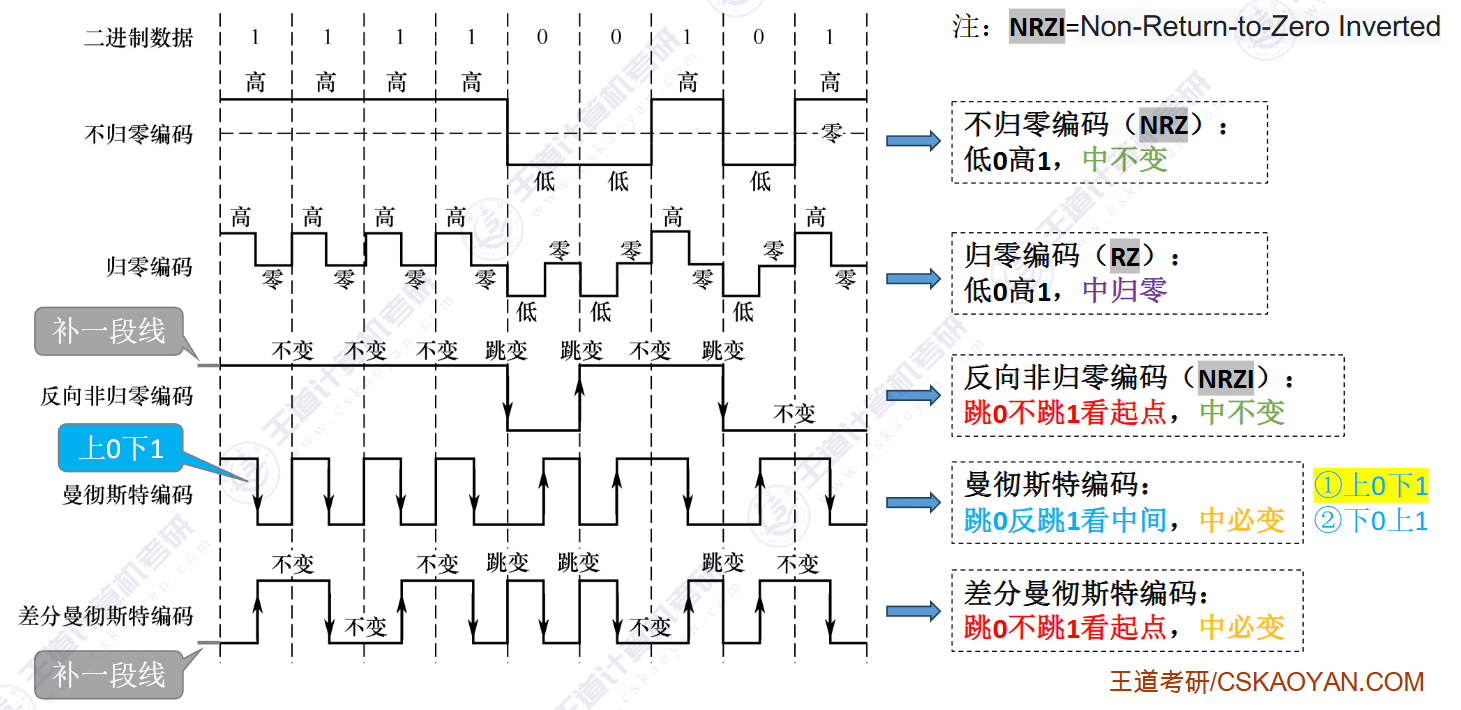 二进制数据 1 1 1 1 0 0 1 0 1
注：NRZI=Non-Return-to-Zero Inverted
高 高 高 高 高 高
不归零编码
零
低 低 低
不归零编码（NRZ）：
低0高1，中不变
高 高 高 高 高 高
零 零 零
归零编码
零 零 零 零 零 零
低 低 低
归零编码（RZ）：
低0高1，中归零
补一段线
不变 不变 不变 跳变 跳变 不变 跳变
反向非归零编码
不变
反向非归零编码（NRZI）：
跳0不跳1看起点，中不变
上0下1
曼彻斯特编码
曼彻斯特编码：
跳0反跳1看中间，中必变
①上0下1
②下0上1
不变 不变 跳变 跳变 跳变 不变
差分曼彻斯特编码
不变 不变
差分曼彻斯特编码：
跳0不跳1看起点，中必变
补一段线
王道考研/CSKAOYAN.COM
王道计算机考研
www.cskaoyan.com